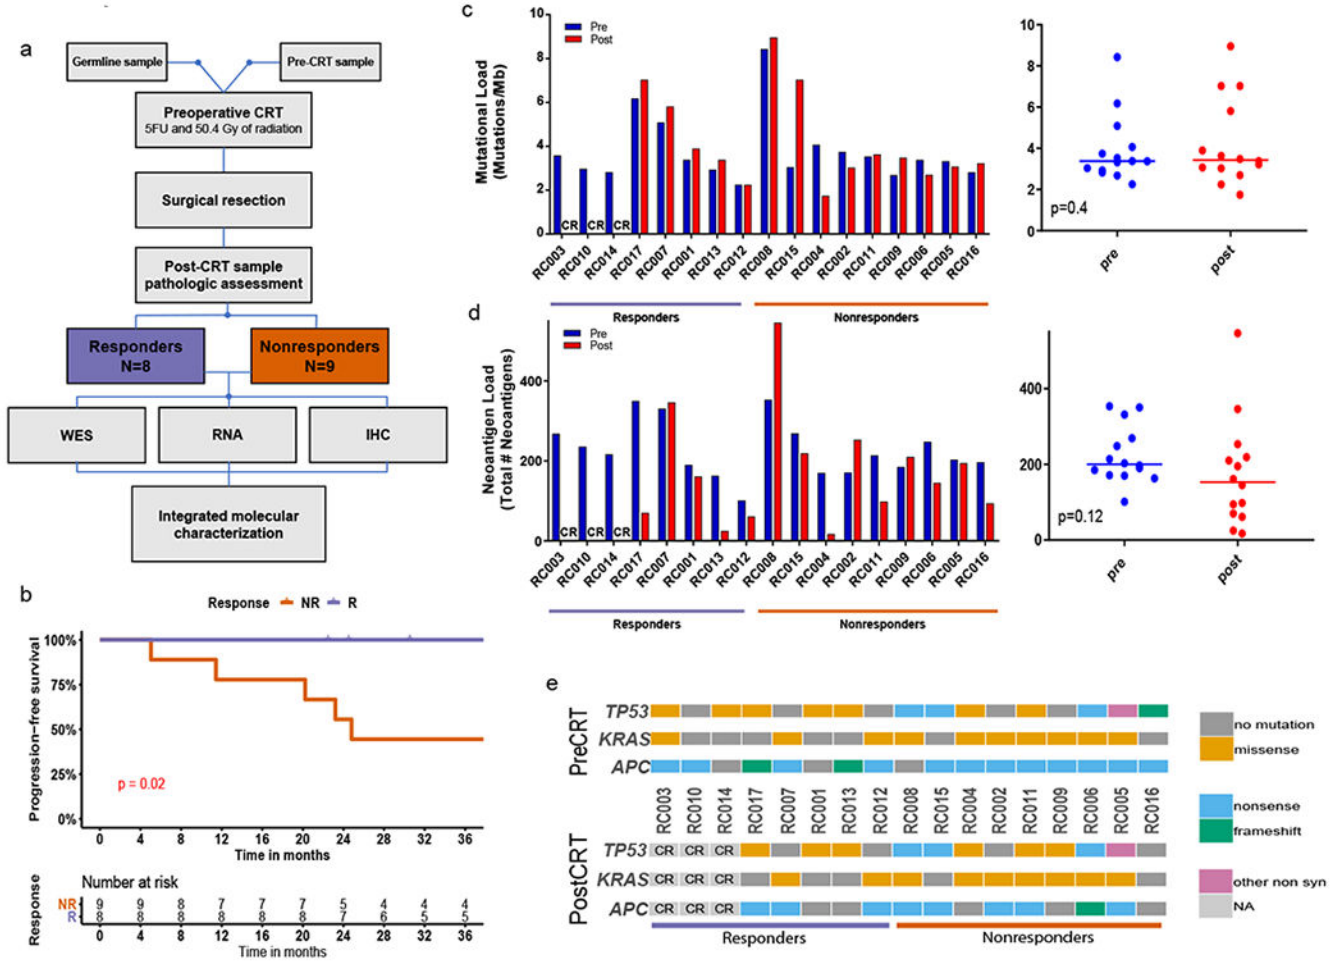 a
Germline sample
Pre-CRT sample
Preoperative CRT
5FU and 50.4 Gy of radiation
Surgical resection
Post-CRT sample
pathologic assessment
Responders
N=8
Nonresponders
N=9
WES
RNA
IHC
Integrated molecular
characterization
b
Response NR R
Progression-free survival
100%
75%
50%
25%
0%
p = 0.02
0 4 8 12 16 20 24 28 32 36
Time in months
Number at risk
Response
NR 9 9 8 7 7 7 5 4 4 4
R 8 8 8 8 8 8 7 6 5 5
0 4 8 12 16 20 24 28 32 36
Time in months
c
Mutational Load
(Mutations/Mb)
10
8
6
4
2
0
Pre
Post
CR CR CR
RC003 RC010 RC014 RC017 RC007 RC001 RC013 RC012 RC008 RC015 RC004 RC002 RC011 RC009 RC006 RC005 RC016
Responders
Nonresponders
10
8
6
4
2
0
p=0.4
pre
post
d
Neoantigen Load
(Total # Neoantigens)
400
200
0
Pre
Post
CR CR CR
RC003 RC010 RC014 RC017 RC007 RC001 RC013 RC012 RC008 RC015 RC004 RC002 RC011 RC009 RC006 RC005 RC016
Responders
Nonresponders
400
200
0
p=0.12
pre
post
e
PreCRT
TP53
KRAS
APC
RC003 RC010 RC014 RC017 RC007 RC001 RC013 RC012 RC008 RC015 RC004 RC002 RC011 RC009 RC006 RC005 RC016
PostCRT
TP53 CR CR CR
KRAS CR CR CR
APC CR CR CR
Responders
Nonresponders
no mutation
missense
nonsense
frameshift
other non syn
NA